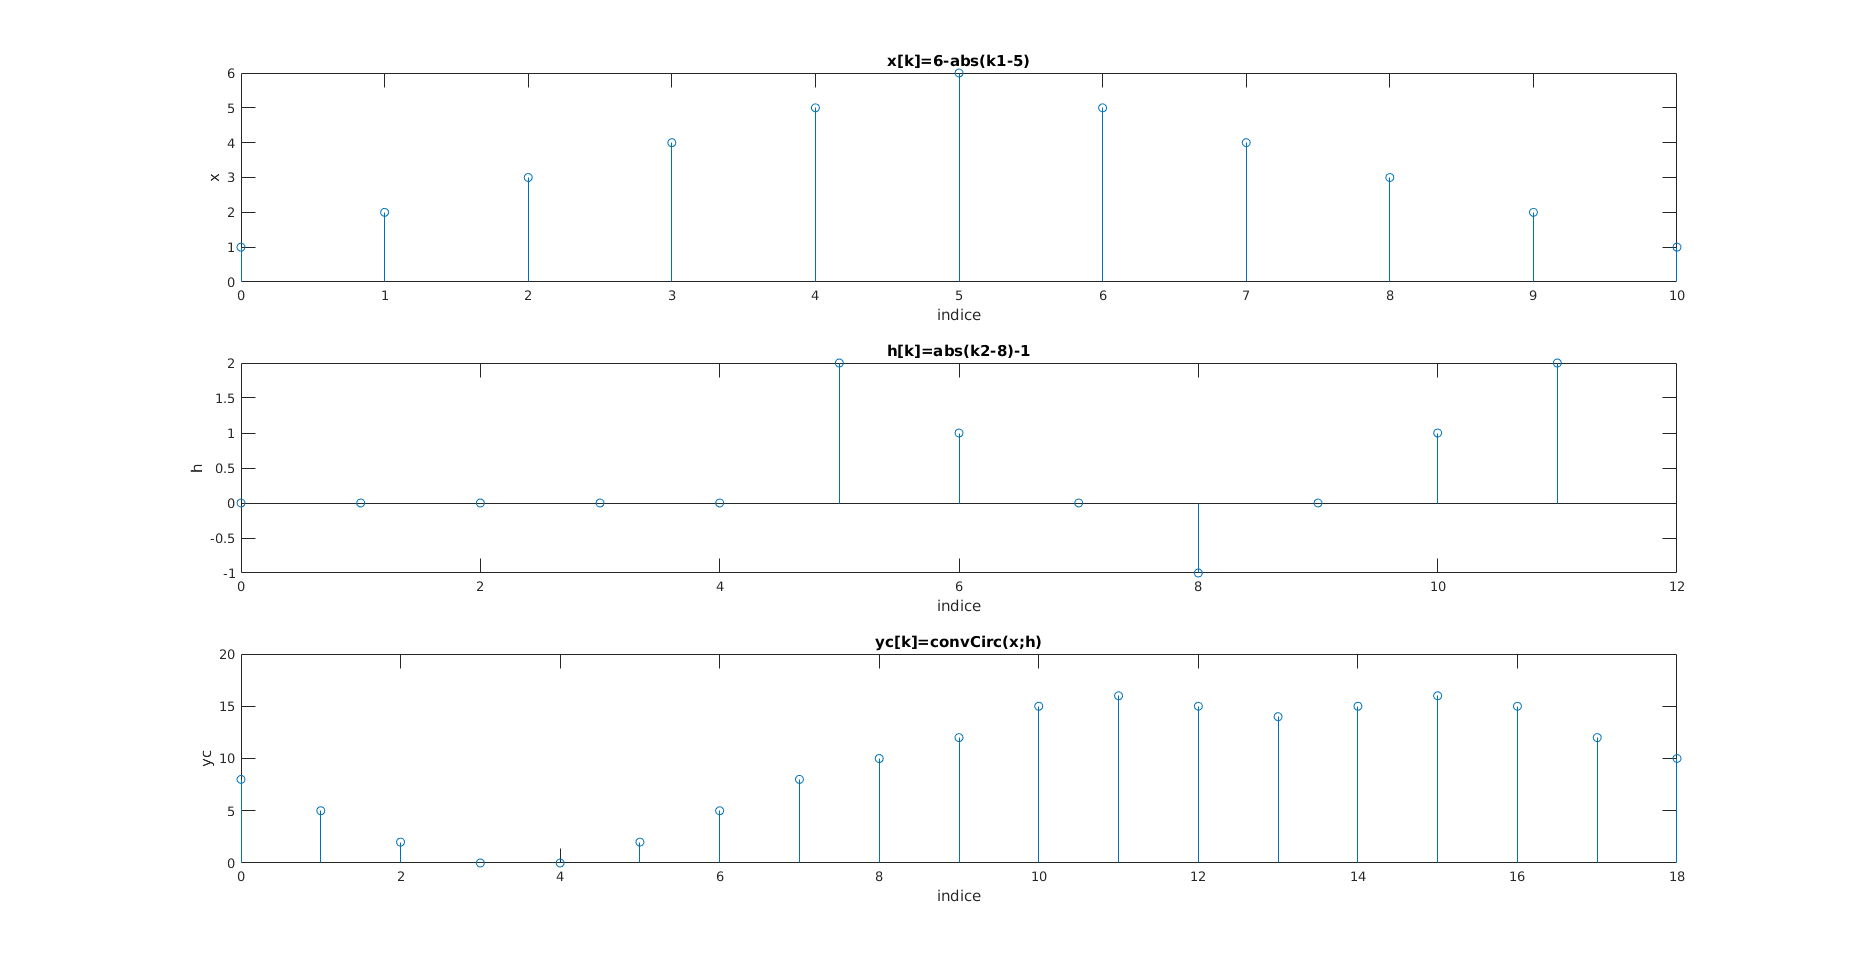 x[k]=6-abs(k1-5)
6
5
4
3
2
1
0
x
0 1 2 3 4 5 6 7 8 9 10
indice
h[k]=abs(k2-8)-1
2
1.5
1
0.5
0
-0.5
-1
h
0 2 4 6 8 10 12
indice
yc[k]=convCirc(x;h)
20
15
10
5
0
yc
0 2 4 6 8 10 12 14 16 18
indice